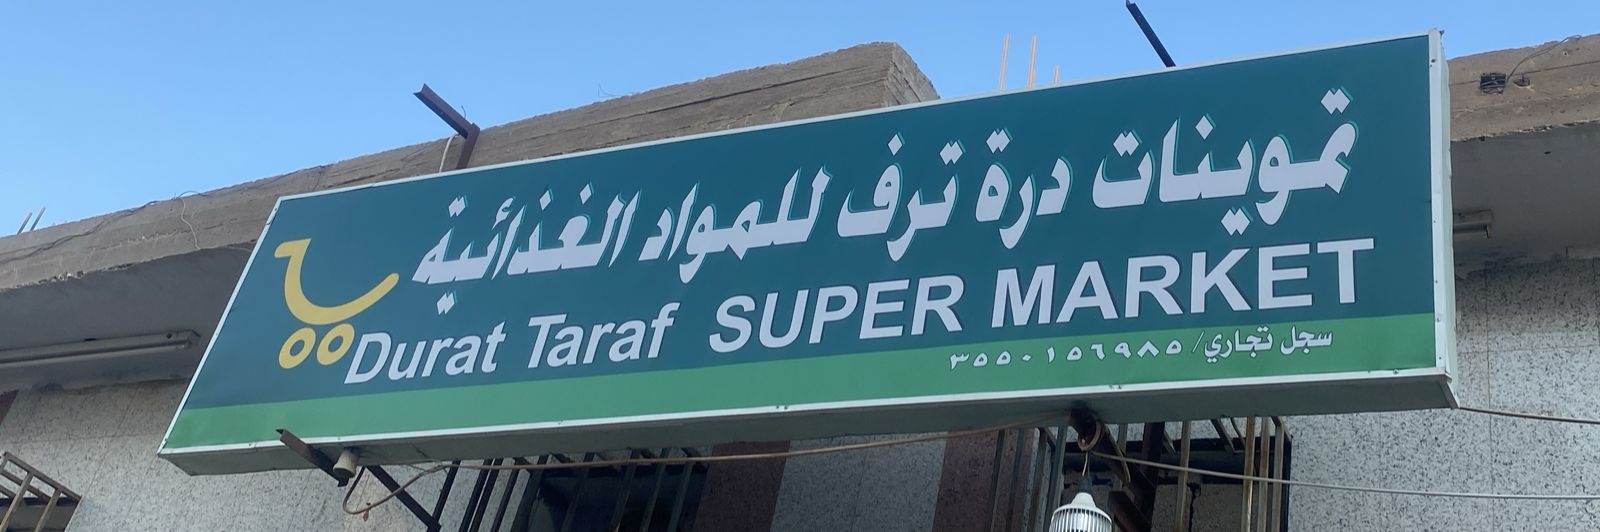 تموينات درة ترف للمواد الغذائية
Durat Taraf SUPER MARKET
سجل تجاري/ ٣٥٥٠١٥٦٩٨٥